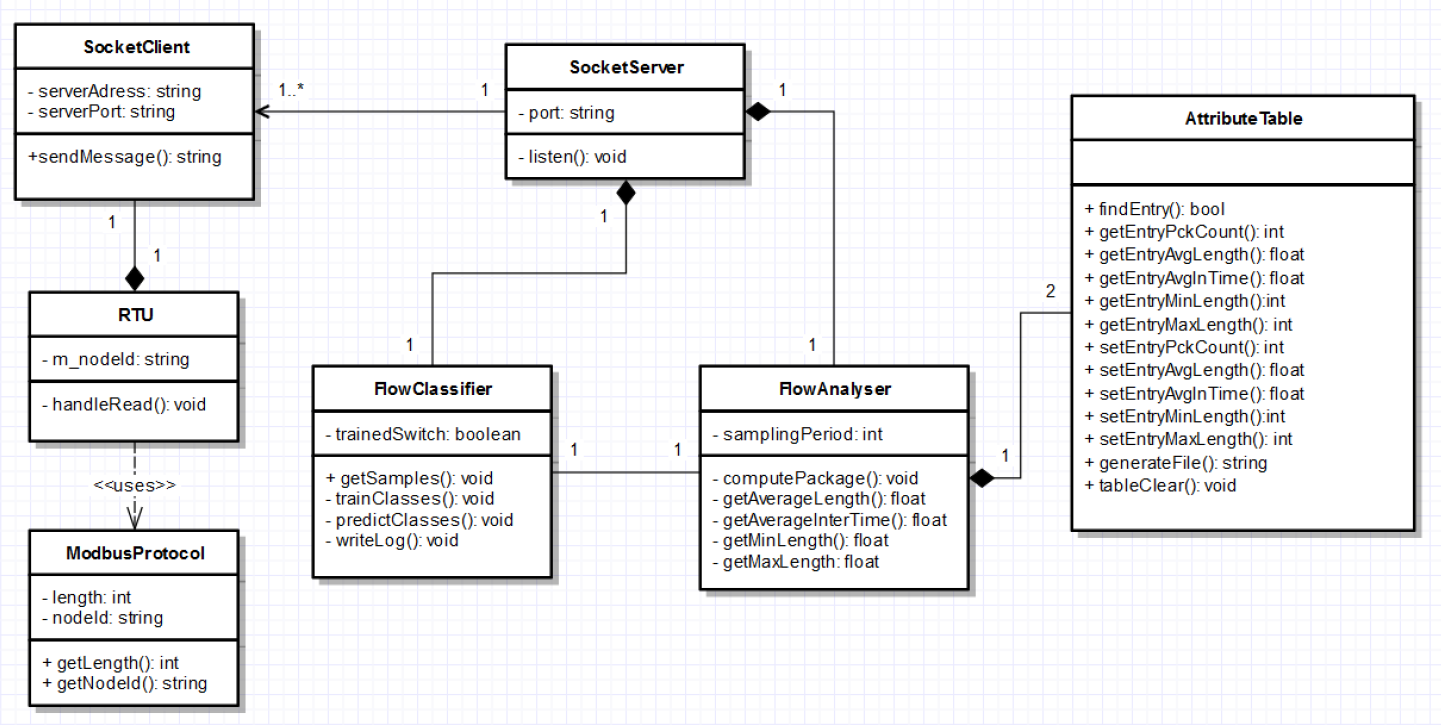 SocketClient
- serverAdress: string
- serverPort: string
+sendMessage(): string
1..*
1
SocketServer
- port: string
- listen(): void
1
1
1
1
1
1
RTU
- m_nodeId: string
- handleRead(): void
<<uses>>
ModbusProtocol
- length: int
- nodeId: string
+ getLength(): int
+ getNodeId(): string
FlowClassifier
- trainedSwitch: boolean
+ getSamples(): void
- trainClasses(): void
- predictClasses(): void
- writeLog(): void
1
1
FlowAnalyser
- samplingPeriod: int
- computePackage(): void
- getAverageLength(): float
- getAverageInterTime(): float
- getMinLength(): float
- getMaxLength: float
1
2
AttributeTable
+ findEntry(): bool
+ getEntryPckCount(): int
+ getEntryAvgLength(): float
+ getEntryAvgInTime(): float
+ getEntryMinLength():int
+ getEntryMaxLength(): int
+ setEntryPckCount(): int
+ setEntryAvgLength(): float
+ setEntryAvgInTime(): float
+ setEntryMinLength():int
+ setEntryMaxLength(): int
+ generateFile(): string
+ tableClear(): void